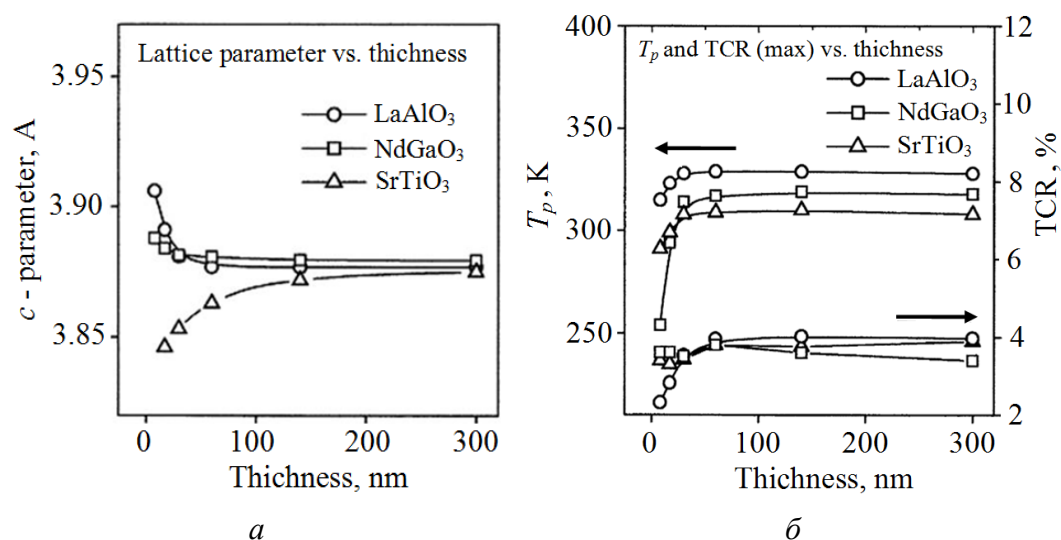 Lattice parameter vs. thichness
LaAlO₃
NdGaO₃
SrTiO₃
3.95
3.90
3.85
c - parameter, A
0
100
200
300
Thichness, nm
а
T_p and TCR (max) vs. thichness
LaAlO₃
NdGaO₃
SrTiO₃
400
350
300
250
T_p, K
12
10
8
6
4
2
TCR, %
0
100
200
300
Thichness, nm
б